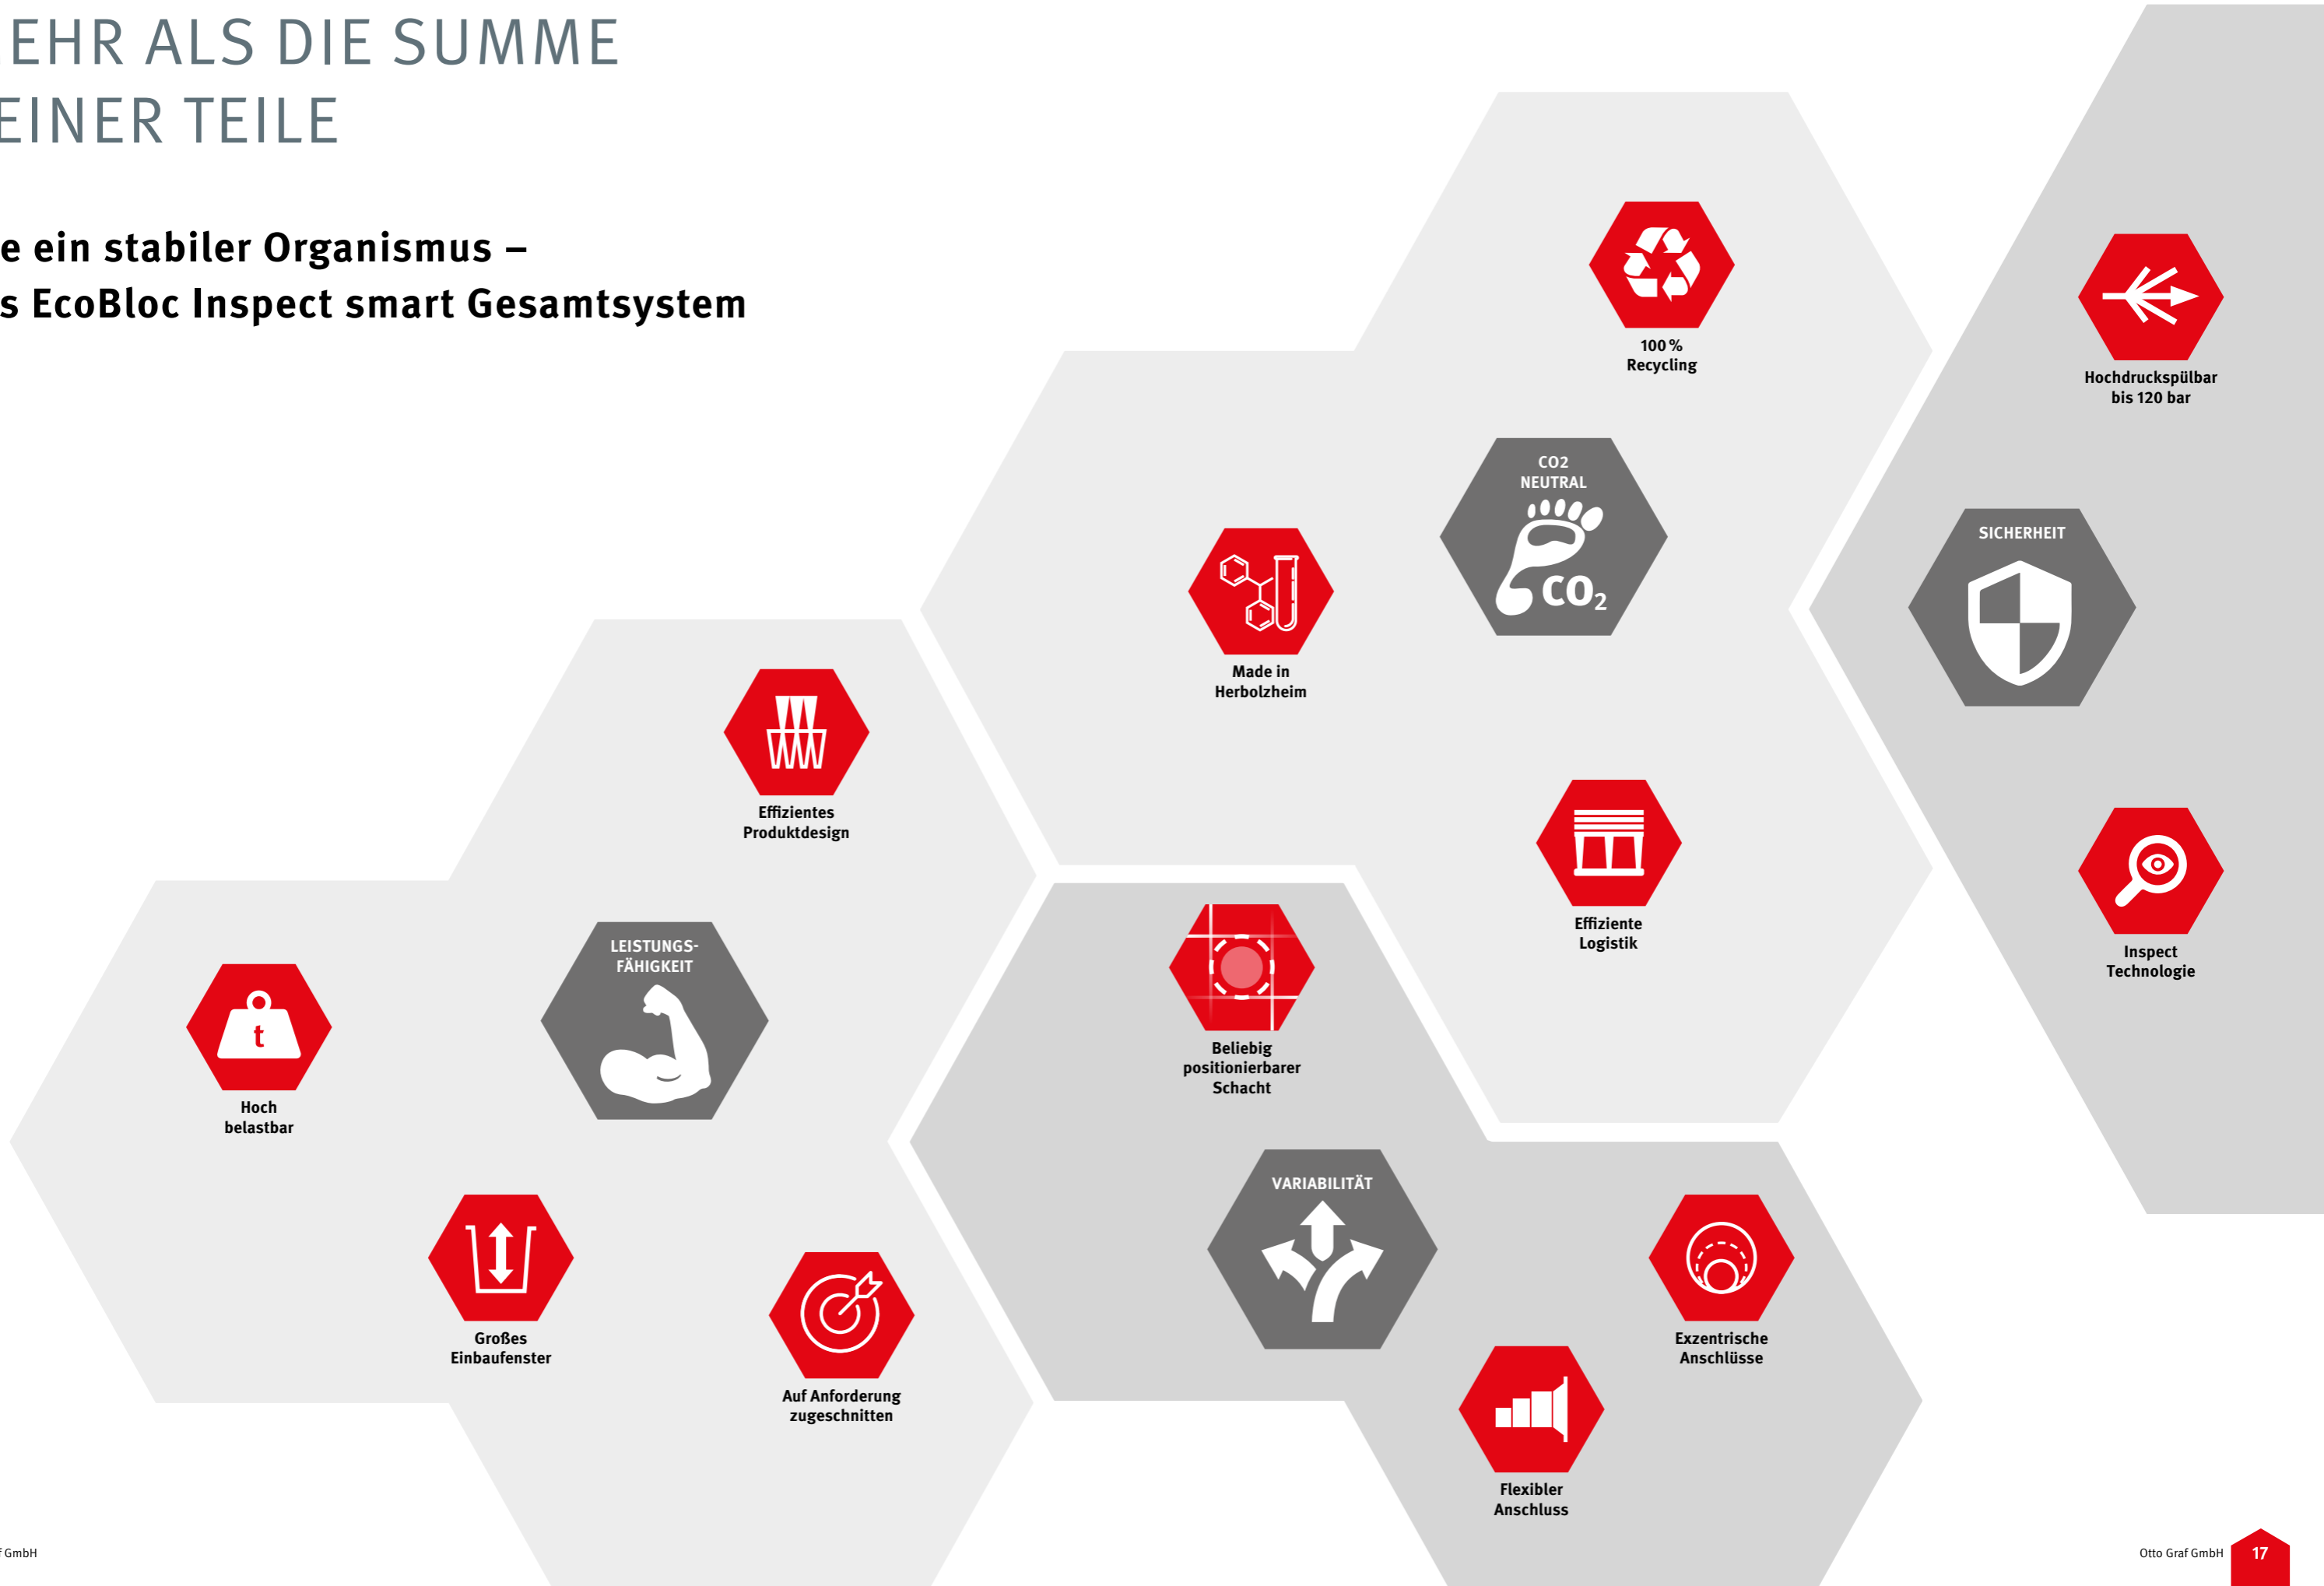 EHR ALS DIE SUMME
EINER TEILE
e ein stabiler Organismus –
s EcoBloc Inspect smart Gesamtsystem
100 %
Recycling
Hochdruckspülbar
bis 120 bar
CO2
NEUTRAL
CO₂
SICHERHEIT
Made in
Herbolzheim
Effizientes
Produktdesign
Effiziente
Logistik
Inspect
Technologie
LEISTUNGS-
FÄHIGKEIT
t
Hoch
belastbar
Beliebig
positionierbarer
Schacht
VARIABILITÄT
Großes
Einbaufenster
Auf Anforderung
zugeschnitten
Exzentrische
Anschlüsse
Flexibler
Anschluss
f GmbH
Otto Graf GmbH 17